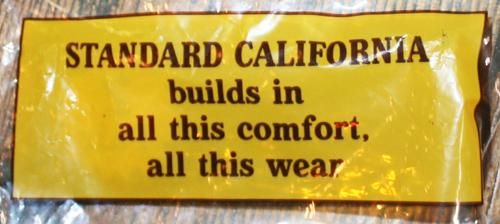 STANDARD CALIFORNIA
builds in
all this comfort,
all this wear